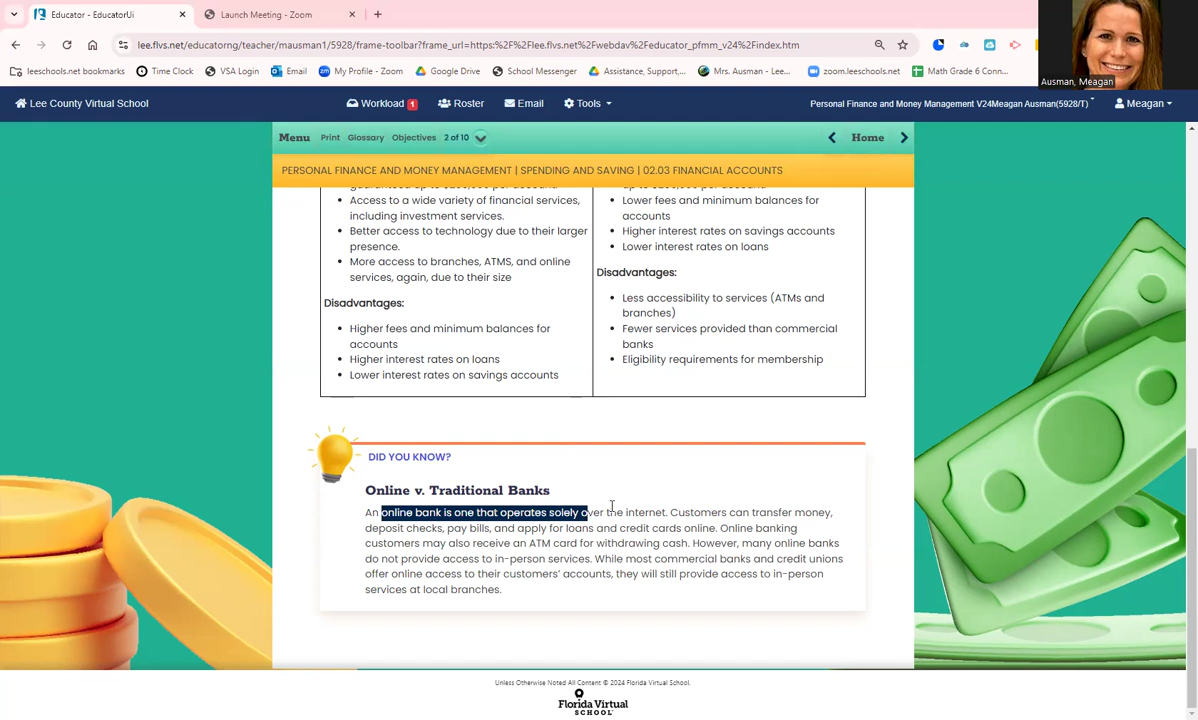 Educator - EducatorUi
Launch Meeting - Zoom
lee.flvs.net/educatorng/teacher/mausman1/5928/frame-toolbar?frame_url=https:%2F%2Flee.flvs.net%2Fwebdav%2Feducator_pfmm_v24%2Findex.htm
leeschools.net bookmarks
Time Clock
VSA Login
Email
My Profile - Zoom
Google Drive
School Messenger
Assistance, Support,...
Mrs. Ausman - Lee...
zoom.leeschools.net
Math Grade 6 Conn...
Ausman, Meagan
Lee County Virtual School
Workload 1
Roster
Email
Tools
Personal Finance and Money Management V24Meagan Ausman(5928/T)
Meagan
Menu Print Glossary Objectives 2 of 10
Home
PERSONAL FINANCE AND MONEY MANAGEMENT | SPENDING AND SAVING | 02.03 FINANCIAL ACCOUNTS
• Access to a wide variety of financial services,
including investment services.
• Better access to technology due to their larger
presence.
• More access to branches, ATMS, and online
services, again, due to their size
Disadvantages:
• Higher fees and minimum balances for
accounts
• Higher interest rates on loans
• Lower interest rates on savings accounts
• Lower fees and minimum balances for
accounts
• Higher interest rates on savings accounts
• Lower interest rates on loans
Disadvantages:
• Less accessibility to services (ATMs and
branches)
• Fewer services provided than commercial
banks
• Eligibility requirements for membership
DID YOU KNOW?
Online v. Traditional Banks
An online bank is one that operates solely over the internet. Customers can transfer money,
deposit checks, pay bills, and apply for loans and credit cards online. Online banking
customers may also receive an ATM card for withdrawing cash. However, many online banks
do not provide access to in-person services. While most commercial banks and credit unions
offer online access to their customers' accounts, they will still provide access to in-person
services at local branches.
Unless Otherwise Noted All Content © 2024 Florida Virtual School.
Florida Virtual
SCHOOL